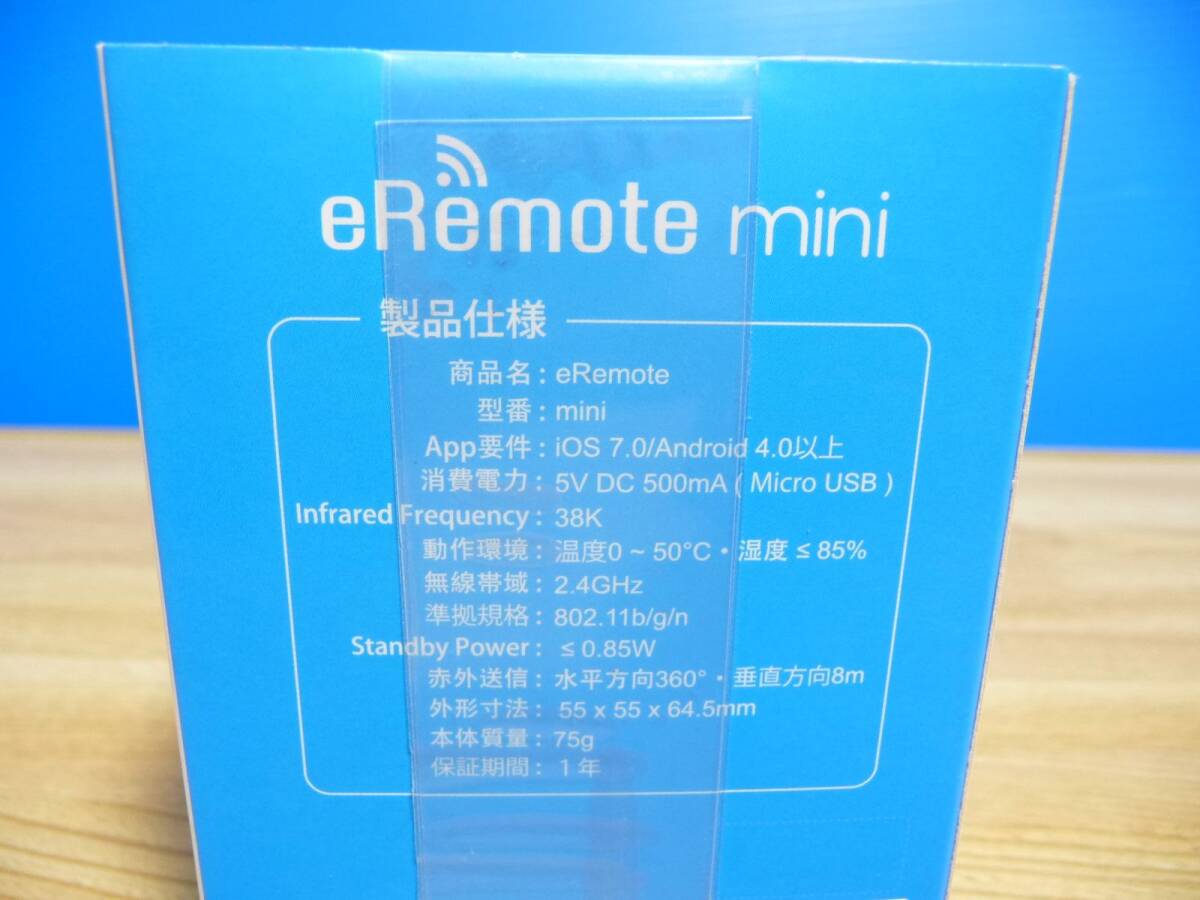 eRemote mini
製品仕様
商品名：eRemote
型番：mini
App要件：iOS 7.0/Android 4.0以上
消費電力：5V DC 500mA ( Micro USB )
Infrared Frequency：38K
動作環境：温度0 ~ 50°C・湿度 ≤ 85%
無線帯域：2.4GHz
準拠規格：802.11b/g/n
Standby Power：≤ 0.85W
赤外送信：水平方向360°・垂直方向8m
外形寸法：55 x 55 x 64.5mm
本体質量：75g
保証期間：1 年